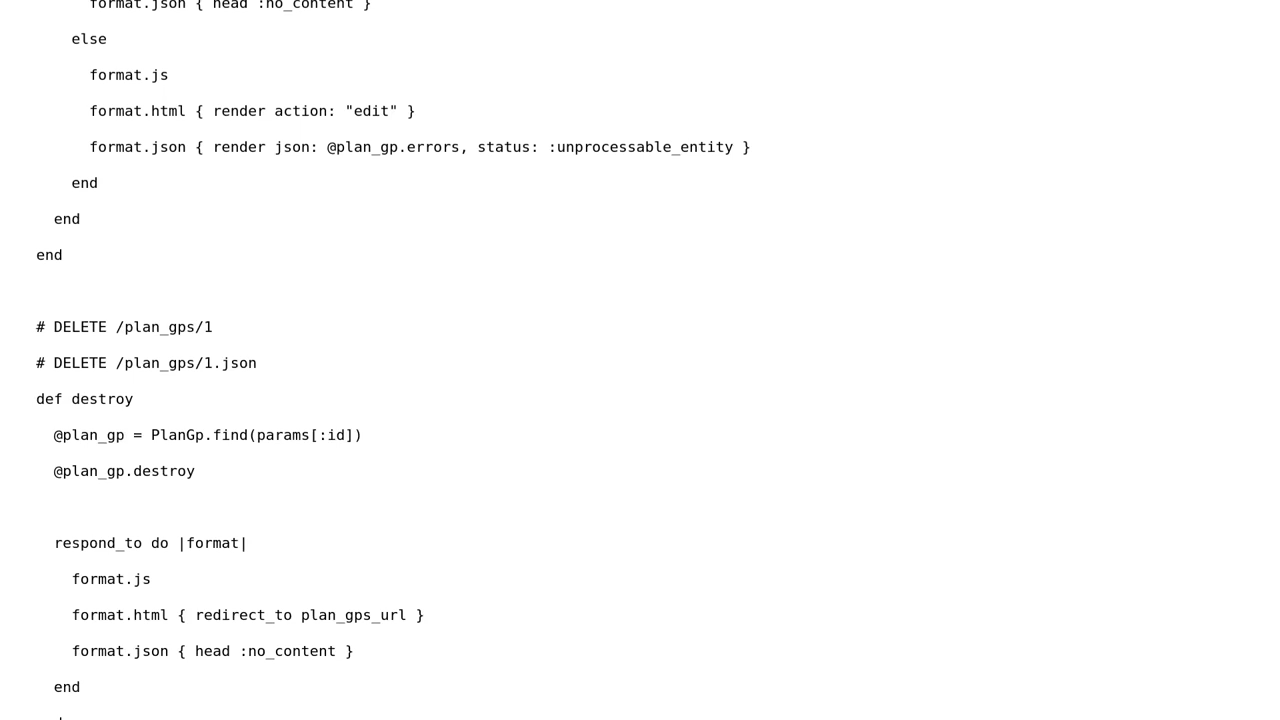 format.json { head :no_content }
    else
      format.js
      format.html { render action: "edit" }
      format.json { render json: @plan_gp.errors, status: :unprocessable_entity }
    end
  end
end

# DELETE /plan_gps/1
# DELETE /plan_gps/1.json
def destroy
  @plan_gp = PlanGp.find(params[:id])
  @plan_gp.destroy

  respond_to do |format|
    format.js
    format.html { redirect_to plan_gps_url }
    format.json { head :no_content }
  end